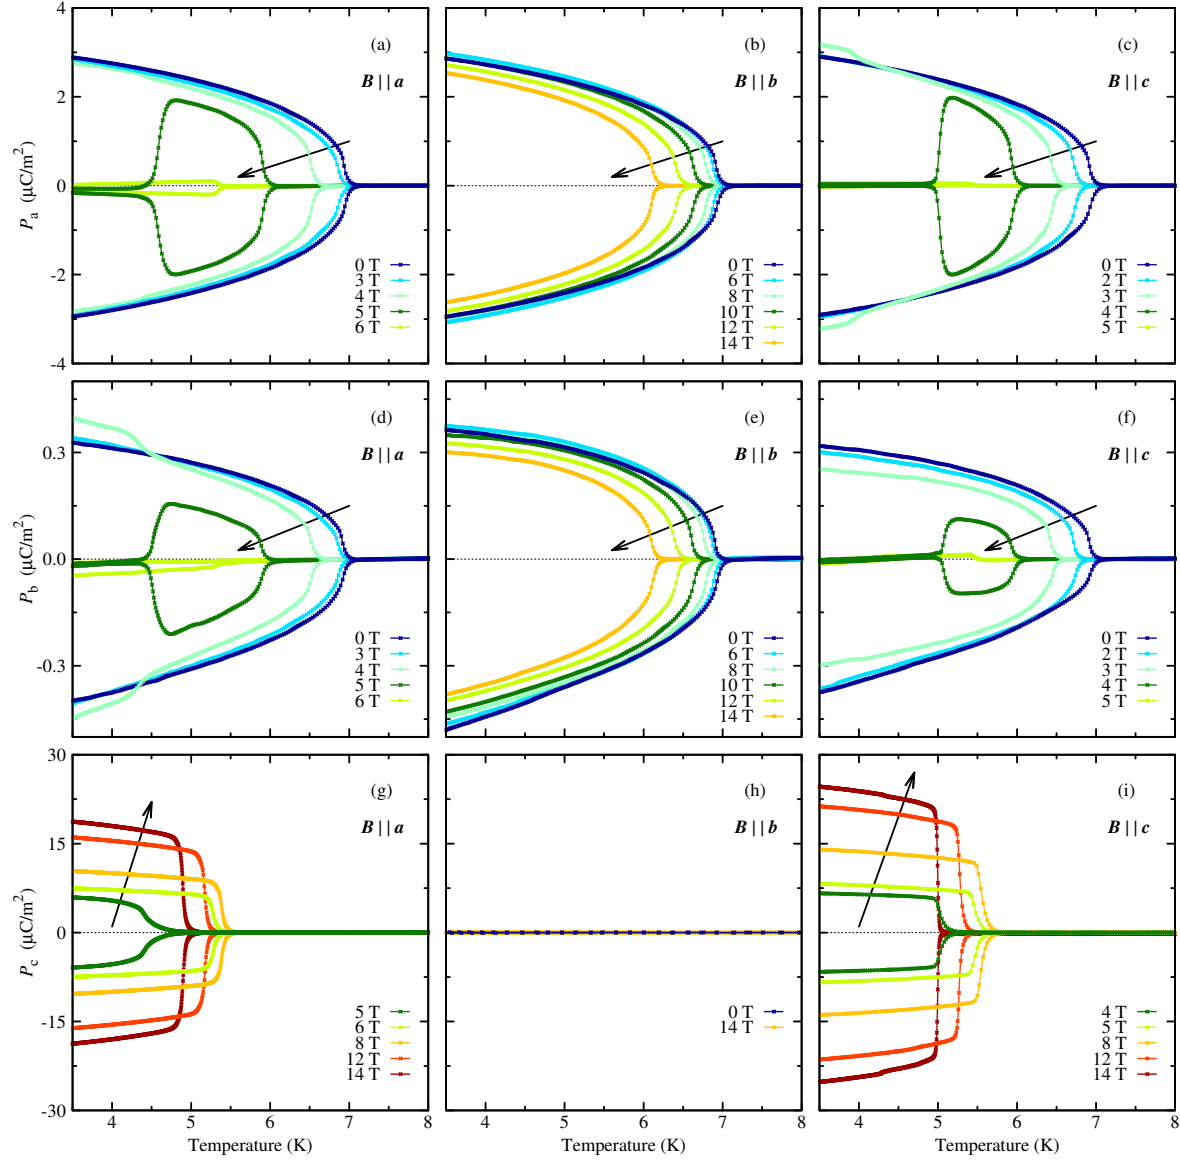 4
2
0
-2
-4
P_a (μC/m²)
(a)
B || a
0 T
3 T
4 T
5 T
6 T
(b)
B || b
0 T
6 T
8 T
10 T
12 T
14 T
(c)
B || c
0 T
2 T
3 T
4 T
5 T
0.3
0.0
-0.3
P_b (μC/m²)
(d)
B || a
0 T
3 T
4 T
5 T
6 T
(e)
B || b
0 T
6 T
8 T
10 T
12 T
14 T
(f)
B || c
0 T
2 T
3 T
4 T
5 T
30
15
0
-15
-30
P_c (μC/m²)
(g)
B || a
5 T
6 T
8 T
12 T
14 T
4 5 6 7 8
Temperature (K)
(h)
B || b
0 T
14 T
4 5 6 7 8
Temperature (K)
(i)
B || c
4 T
5 T
8 T
12 T
14 T
4 5 6 7 8
Temperature (K)